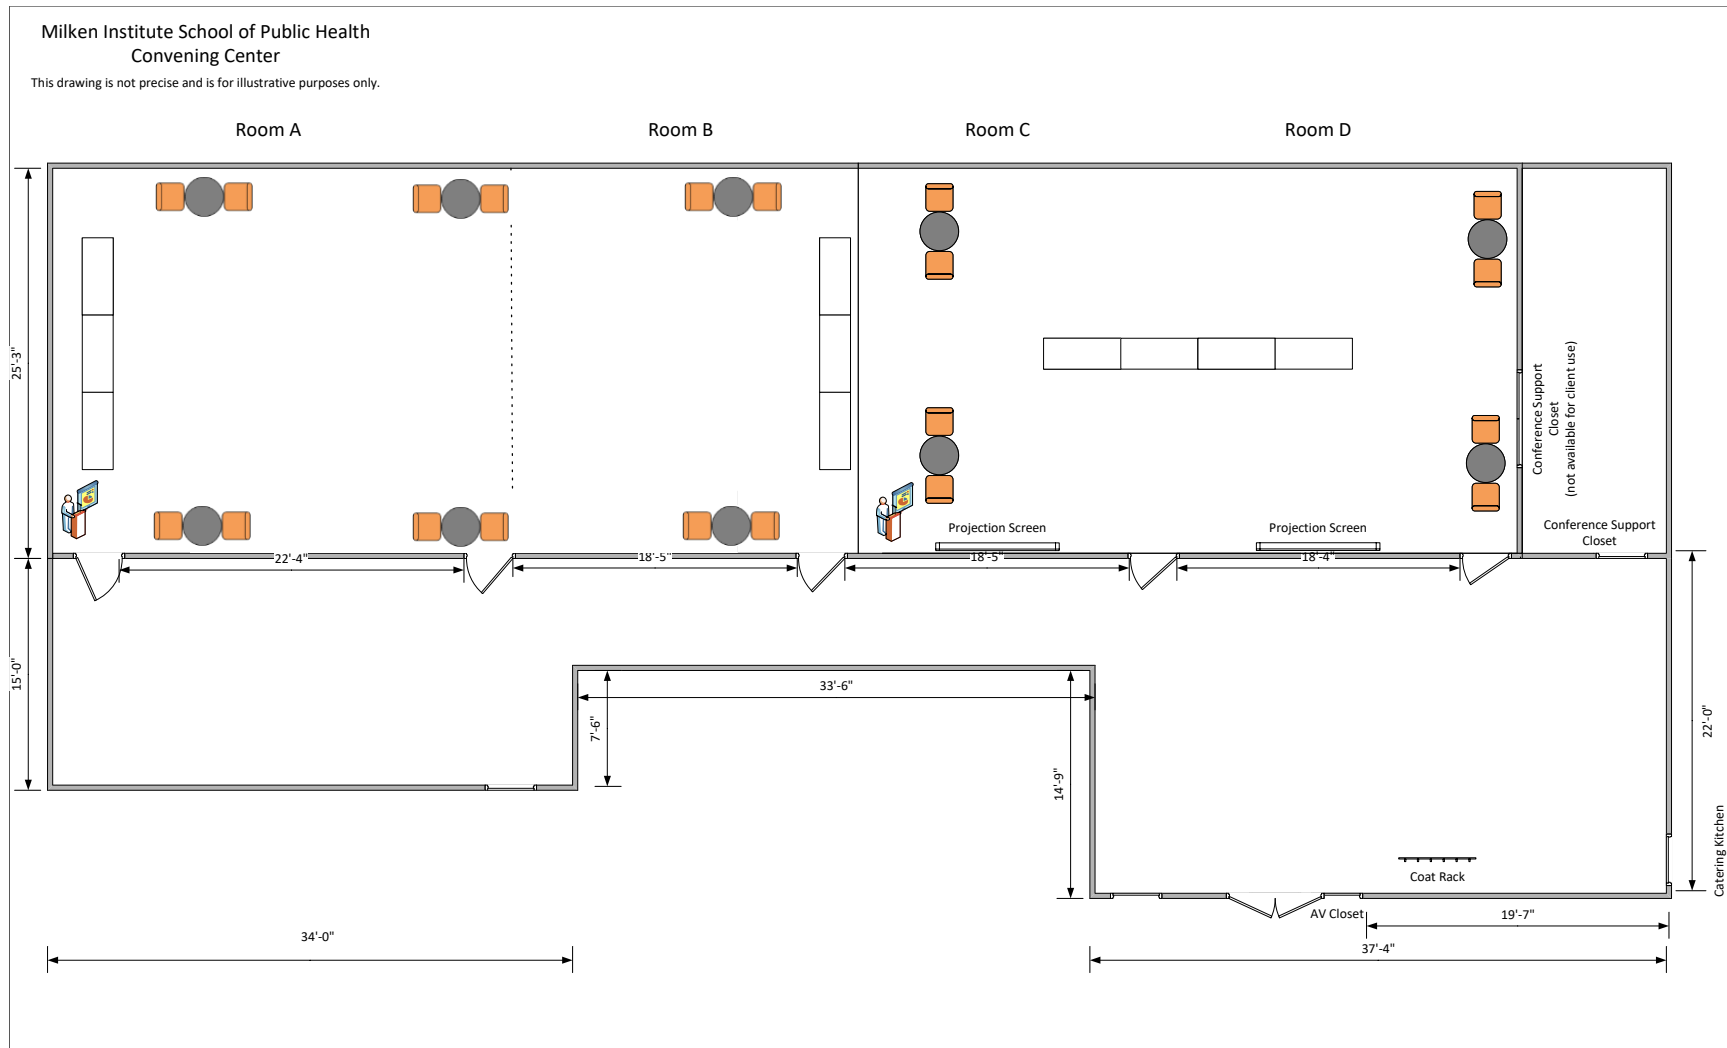 Milken Institute School of Public Health
Convening Center
This drawing is not precise and is for illustrative purposes only.
Room A
Room B
Room C
Room D
25'-3"
Conference Support
Closet
(not available for client use)
Projection Screen
Projection Screen
Conference Support
Closet
22'-4"
18'-5"
18'-5"
18'-4"
15'-0"
33'-6"
7'-6"
14'-9"
22'-0"
Catering Kitchen
Coat Rack
AV Closet
19'-7"
34'-0"
37'-4"